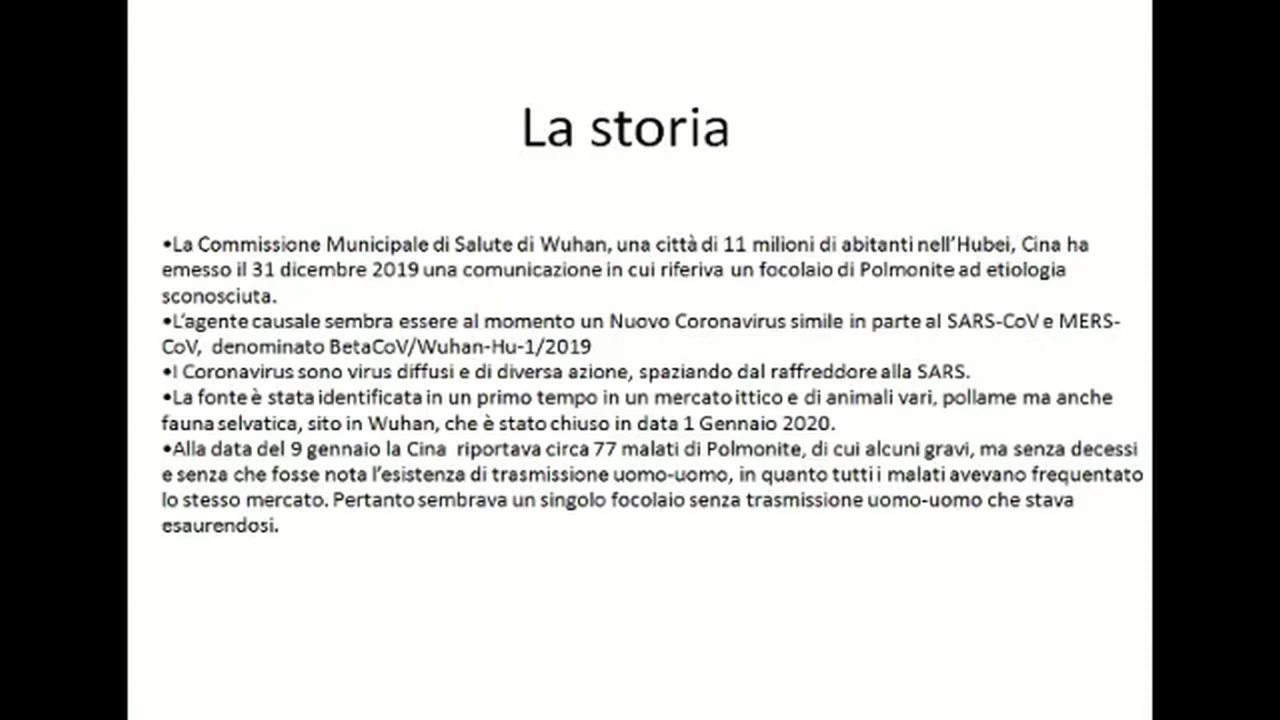 La storia
•La Commissione Municipale di Salute di Wuhan, una città di 11 milioni di abitanti nell'Hubei, Cina ha
emesso il 31 dicembre 2019 una comunicazione in cui riferiva un focolaio di Polmonite ad etiologia
sconosciuta.
•L'agente causale sembra essere al momento un Nuovo Coronavirus simile in parte al SARS-CoV e MERS-
CoV, denominato BetaCoV/Wuhan-Hu-1/2019
•I Coronavirus sono virus diffusi e di diversa azione, spaziando dal raffreddore alla SARS.
•La fonte è stata identificata in un primo tempo in un mercato ittico e di animali vari, pollame ma anche
fauna selvatica, sito in Wuhan, che è stato chiuso in data 1 Gennaio 2020.
•Alla data del 9 gennaio la Cina riportava circa 77 malati di Polmonite, di cui alcuni gravi, ma senza decessi
e senza che fosse nota l'esistenza di trasmissione uomo-uomo, in quanto tutti i malati avevano frequentato
lo stesso mercato. Pertanto sembrava un singolo focolaio senza trasmissione uomo-uomo che stava
esaurendosi.